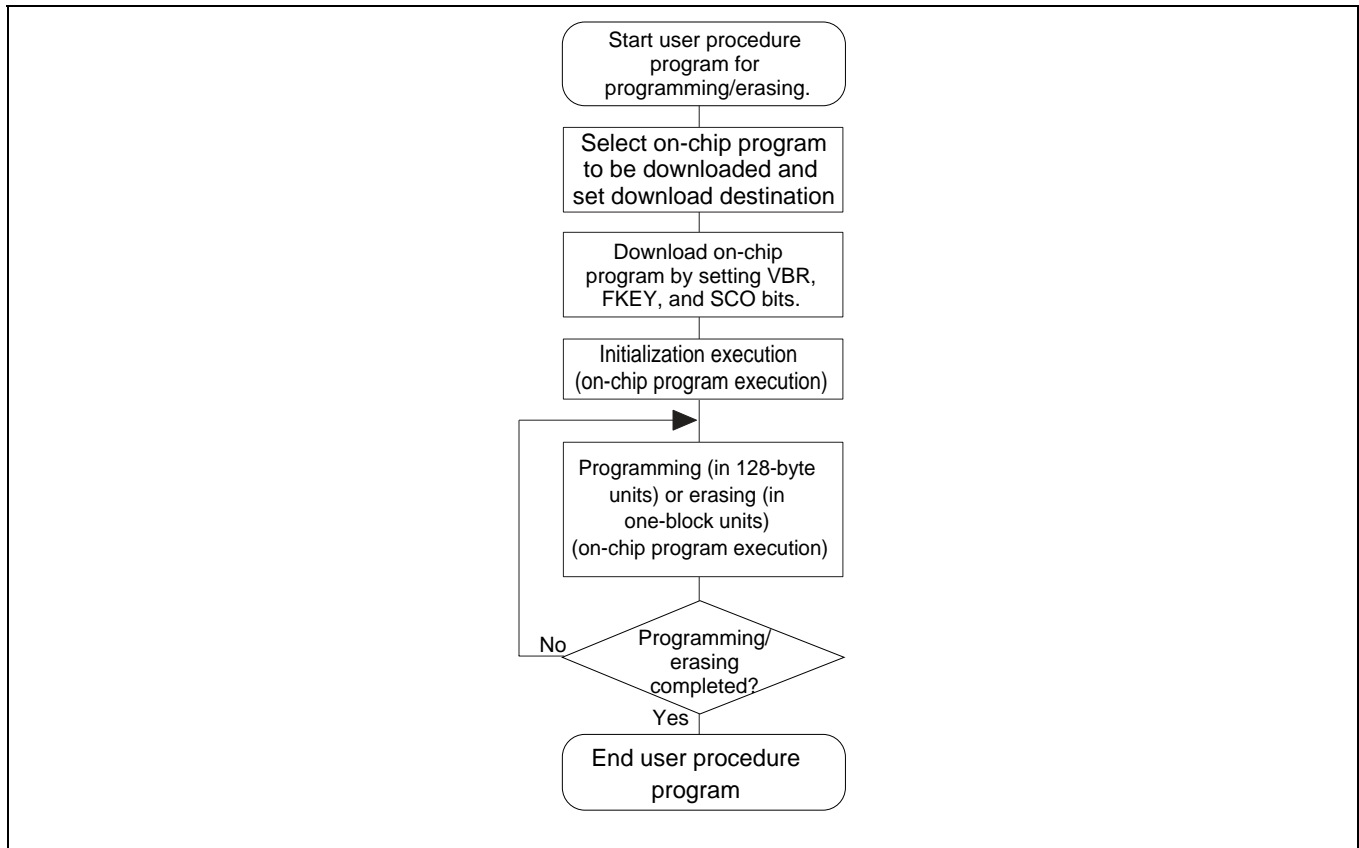 Start user procedure
program for
programming/erasing.
Select on-chip program
to be downloaded and
set download destination
Download on-chip
program by setting VBR,
FKEY, and SCO bits.
Initialization execution
(on-chip program execution)
Programming (in 128-byte
units) or erasing (in
one-block units)
(on-chip program execution)
No
Programming/
erasing
completed?
Yes
End user procedure
program